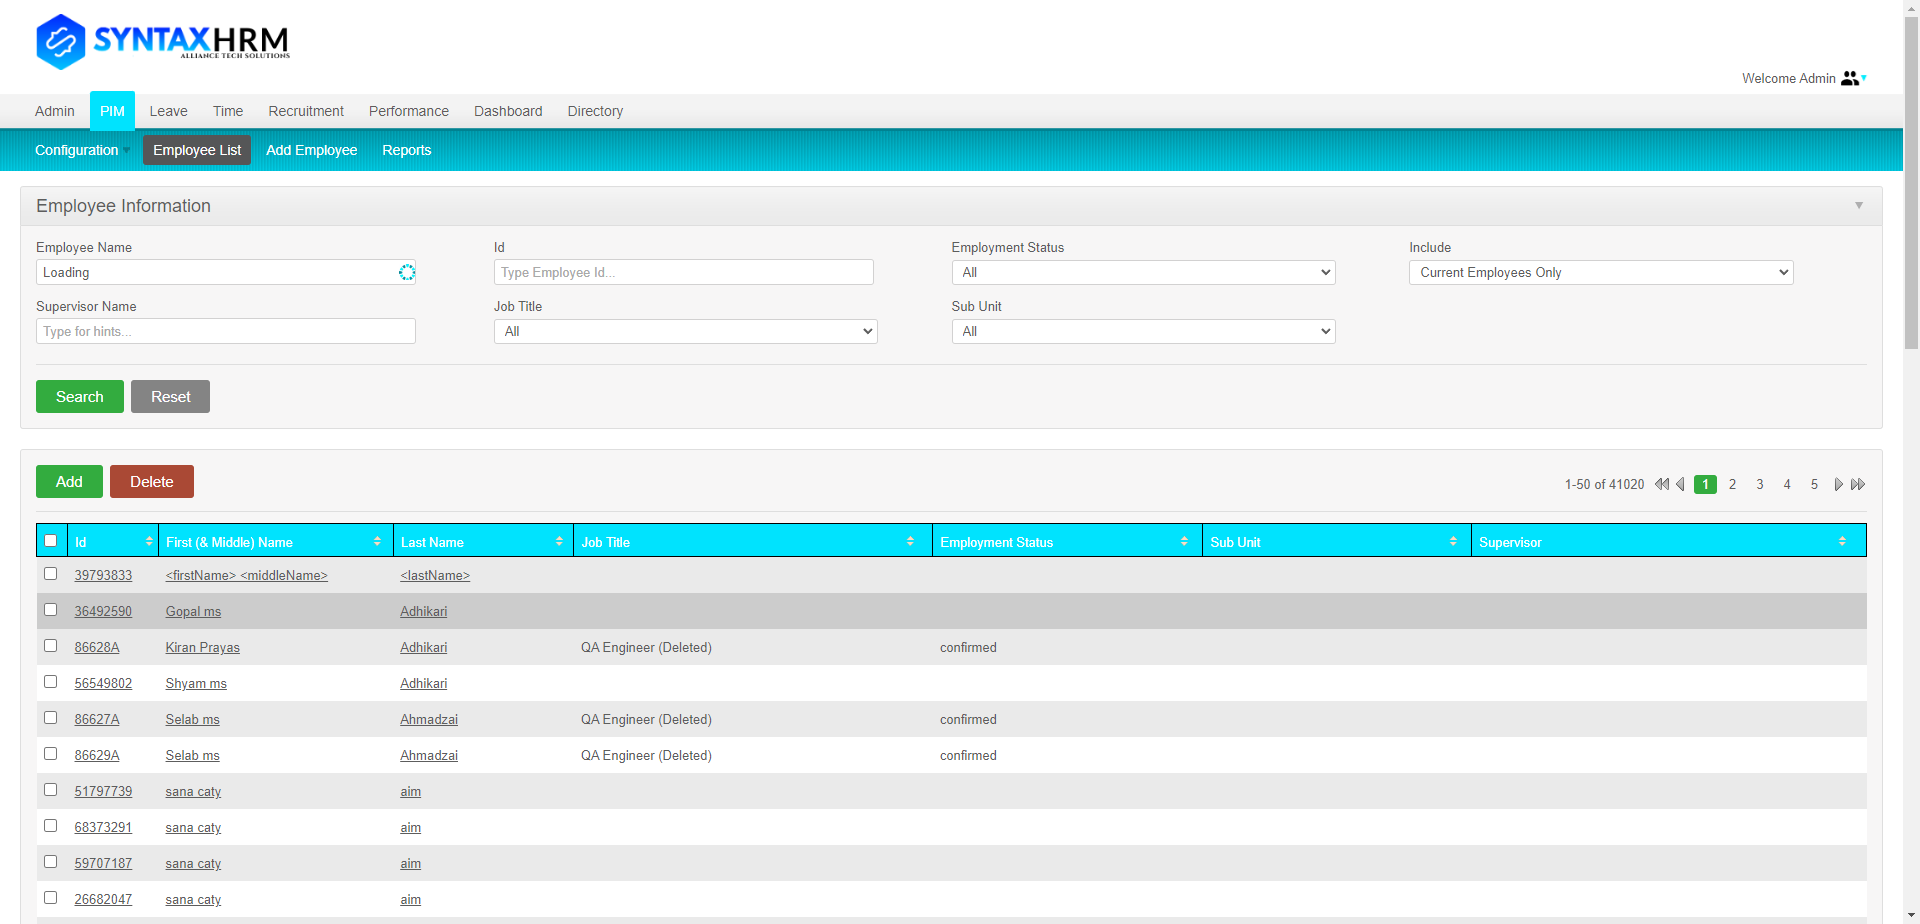 SYNTAXHRM
ALLIANCE TECH SOLUTIONS
Welcome Admin
Admin PIM Leave Time Recruitment Performance Dashboard Directory
Configuration Employee List Add Employee Reports
Employee Information
Employee Name Id Employment Status Include
Loading Type Employee Id... All Current Employees Only
Supervisor Name Job Title Sub Unit
Type for hints... All All
Search Reset
Add Delete 1-50 of 41020 1 2 3 4 5
Id First (& Middle) Name Last Name Job Title Employment Status Sub Unit Supervisor
39793833 <firstName> <middleName> <lastName>
36492590 Gopal ms Adhikari
86628A Kiran Prayas Adhikari QA Engineer (Deleted) confirmed
56549802 Shyam ms Adhikari
86627A Selab ms Ahmadzai QA Engineer (Deleted) confirmed
86629A Selab ms Ahmadzai QA Engineer (Deleted) confirmed
51797739 sana caty aim
68373291 sana caty aim
59707187 sana caty aim
26682047 sana caty aim